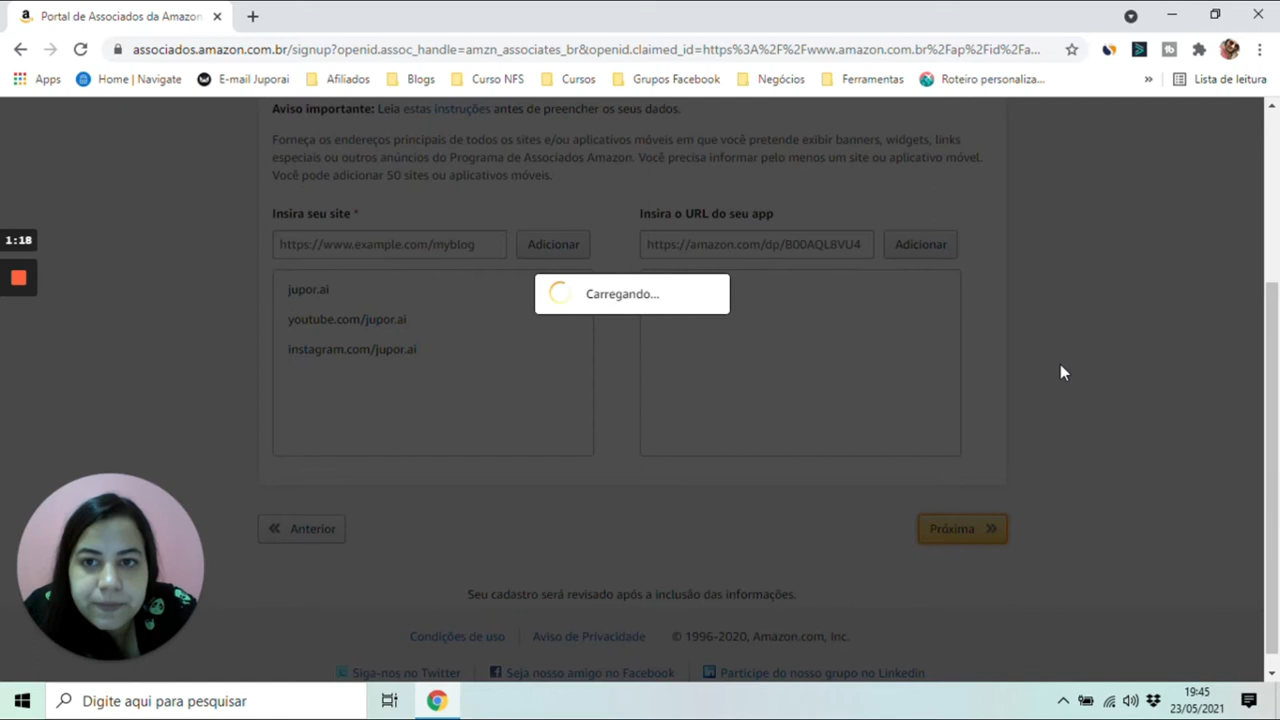 Portal de Associados da Amazon
associados.amazon.com.br/signup?openid.assoc_handle=amzn_associates_br&openid.claimed_id=https%3A%2F%2Fwww.amazon.com.br%2Fap%2Fid%2Fa...
Apps Home | Navigate E-mail Juporai Afiliados Blogs Curso NFS Cursos Grupos Facebook Negócios Ferramentas Roteiro personaliza... » Lista de leitura
Aviso importante: Leia estas Instruções antes de preencher os seus dados.
Forneça os endereços principais de todos os sites e/ou aplicativos móveis em que você pretende exibir banners, widgets, links
especiais ou outros anúncios do Programa de Associados Amazon. Você precisa informar pelo menos um site ou aplicativo móvel.
Você pode adicionar 50 sites ou aplicativos móveis.
Insira seu site * Insira o URL do seu app
1:18
https://www.example.com/myblog Adicionar https://amazon.com/dp/B00AQL8VU4 Adicionar
jupor.ai
Carregando...
youtube.com/jupor.ai
instagram.com/jupor.ai
« Anterior Próxima »
Seu cadastro será revisado após a inclusão das informações.
Condições de uso Aviso de Privacidade © 1996-2020, Amazon.com, Inc.
Siga-nos no Twitter Seja nosso amigo no Facebook Participe do nosso grupo no Linkedin
Digite aqui para pesquisar
19:45
23/05/2021